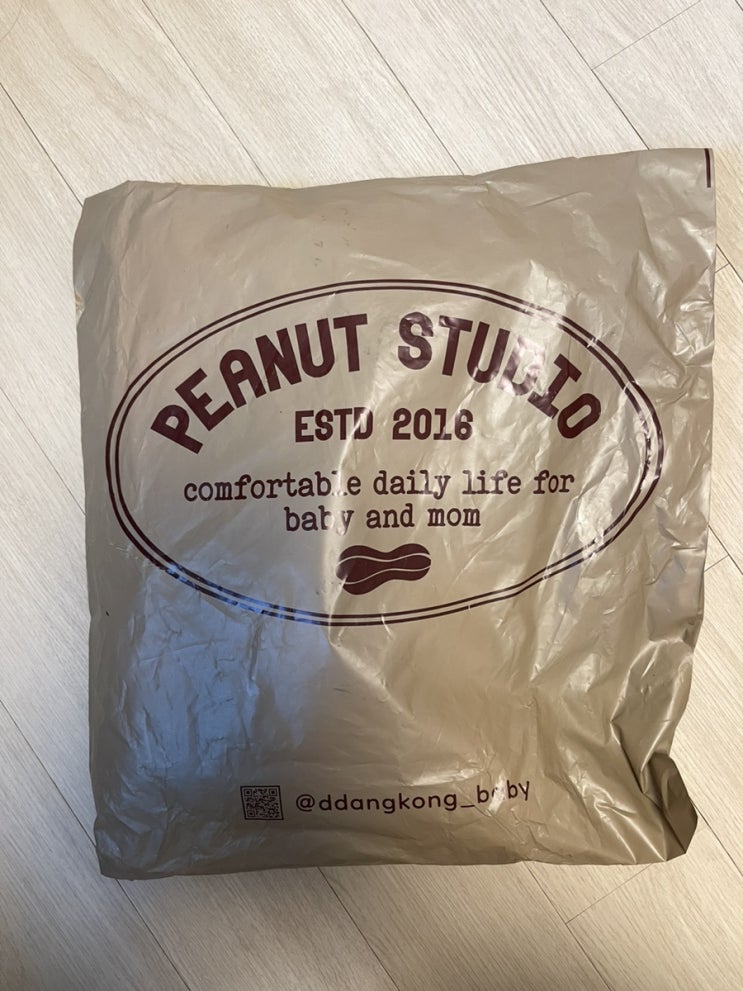 PEANUT STUDIO
ESTD 2016
comfortable daily life for
baby and mom
@ddangkong_baby